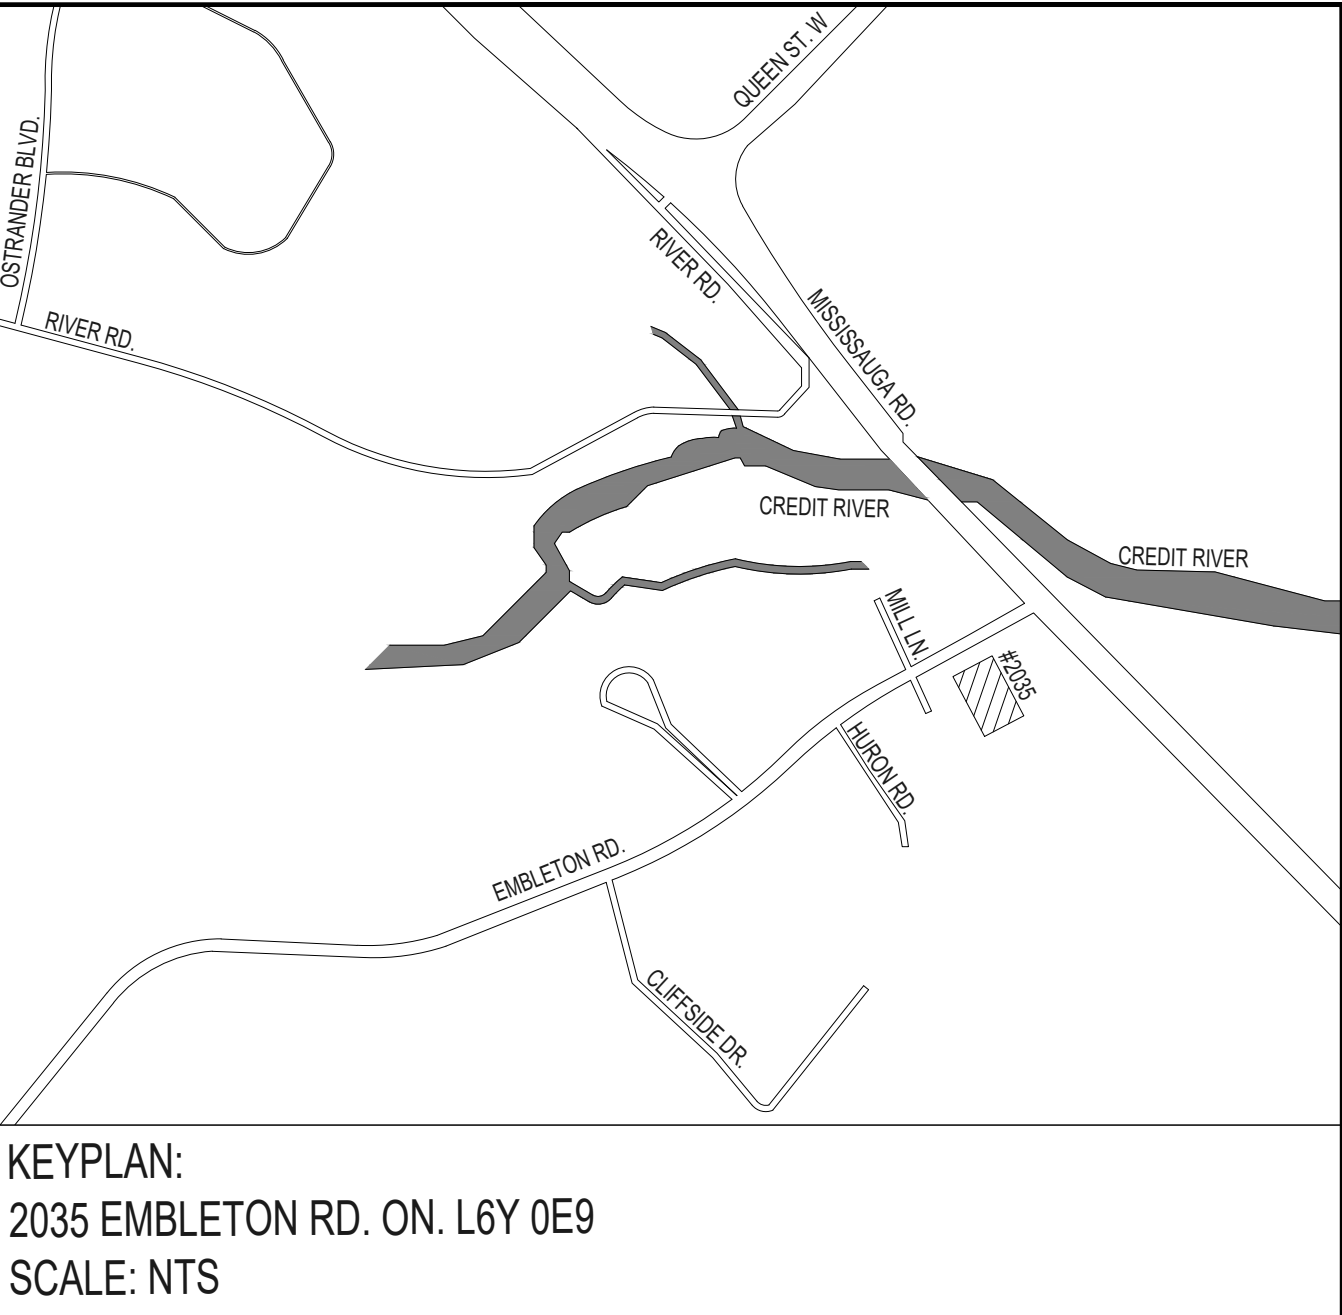 QUEEN ST. W
OSTRANDER BLVD.
RIVER RD.
RIVER RD.
MISSISSAUGA RD.
CREDIT RIVER
CREDIT RIVER
MILL LN.
#2035
HURON RD.
EMBLETON RD.
CLIFFSIDE DR.
KEYPLAN:
2035 EMBLETON RD. ON. L6Y 0E9
SCALE: NTS